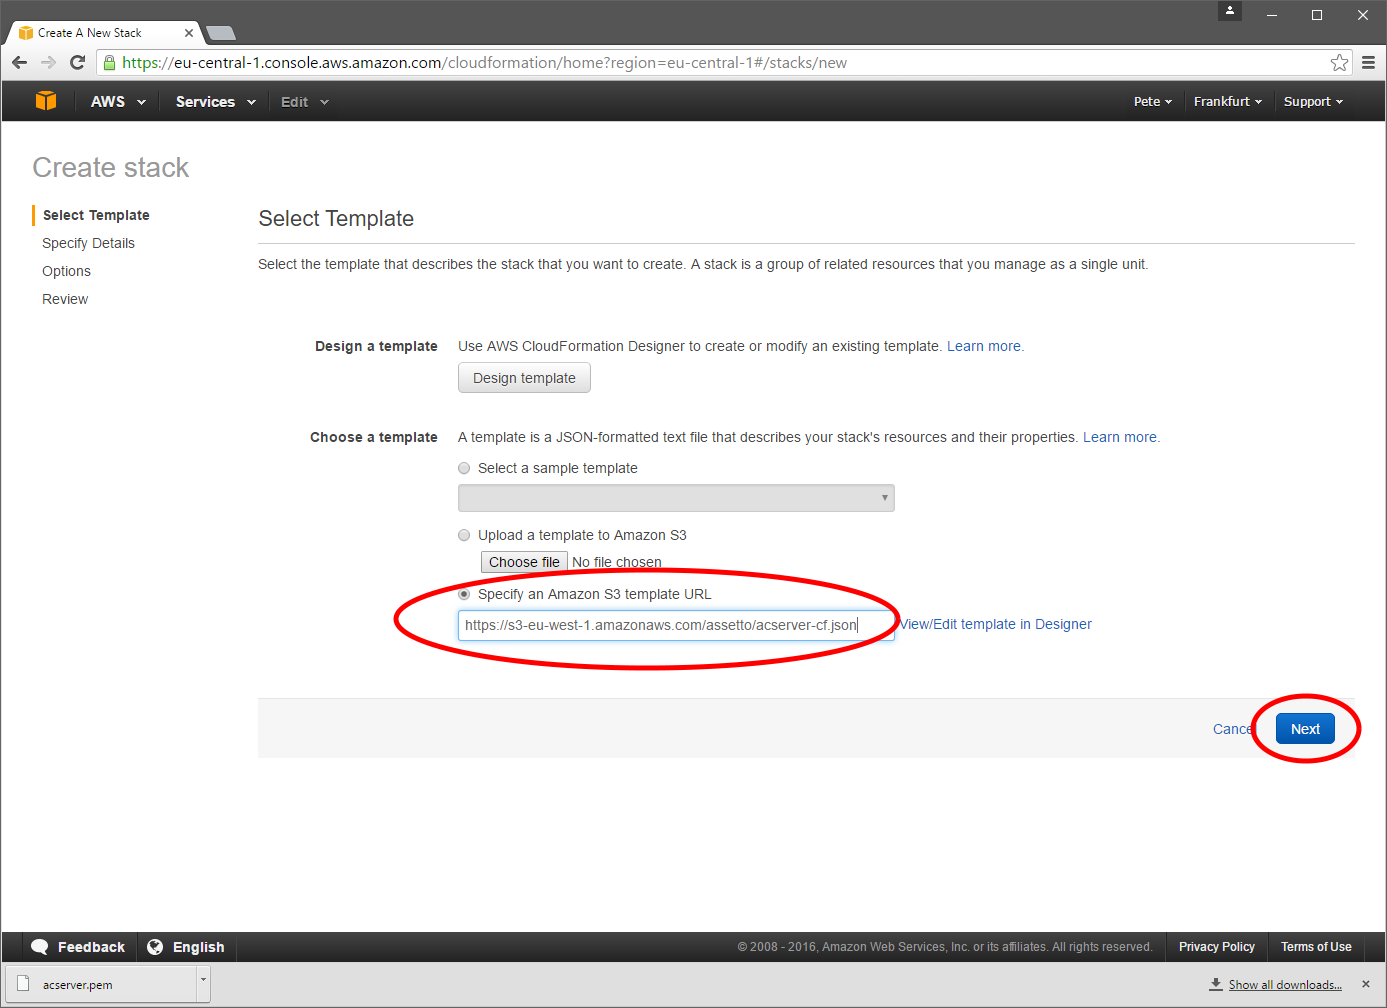 Create A New Stack
https://eu-central-1.console.aws.amazon.com/cloudformation/home?region=eu-central-1#/stacks/new
AWS Services Edit Pete Frankfurt Support
Create stack
Select Template
Specify Details
Options
Review
Select Template
Select the template that describes the stack that you want to create. A stack is a group of related resources that you manage as a single unit.
Design a template Use AWS CloudFormation Designer to create or modify an existing template. Learn more.
Design template
Choose a template A template is a JSON-formatted text file that describes your stack's resources and their properties. Learn more.
Select a sample template
Upload a template to Amazon S3
Choose file No file chosen
Specify an Amazon S3 template URL
https://s3-eu-west-1.amazonaws.com/assetto/acserver-cf.json View/Edit template in Designer
Cancel Next
Feedback English © 2008 - 2016, Amazon Web Services, Inc. or its affiliates. All rights reserved. Privacy Policy Terms of Use
acserver.pem Show all downloads...